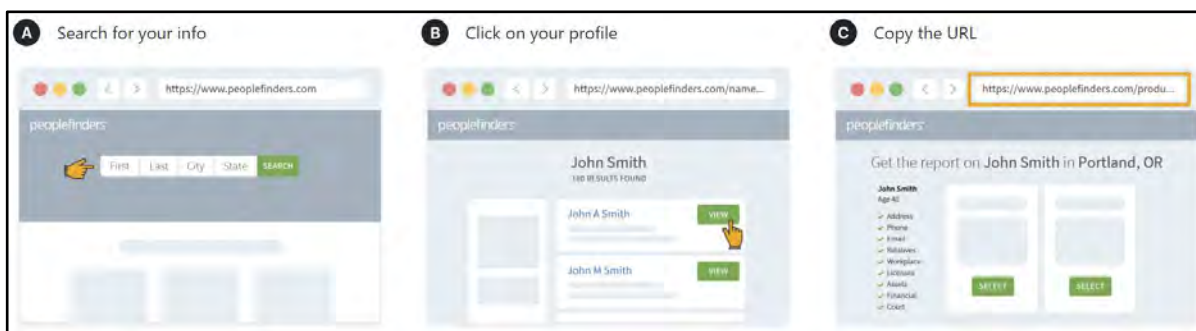 A Search for your info
https://www.peoplefinders.com
peoplefinders
First Last City State SEARCH
B Click on your profile
https://www.peoplefinders.com/name...
peoplefinders
John Smith
180 RESULTS FOUND
John A Smith VIEW
John M Smith VIEW
C Copy the URL
https://www.peoplefinders.com/produ...
peoplefinders
Get the report on John Smith in Portland, OR
John Smith
Age 40
Address
Phone
Email
Relatives
Workplace
Licenses
Assets
Financial
Court
SELECT SELECT